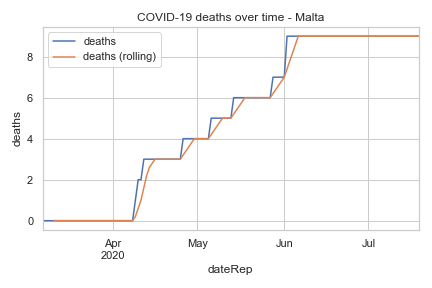 COVID-19 deaths over time - Malta
deaths
deaths (rolling)
8
6
4
2
0
deaths
Apr
2020
May
Jun
Jul
dateRep